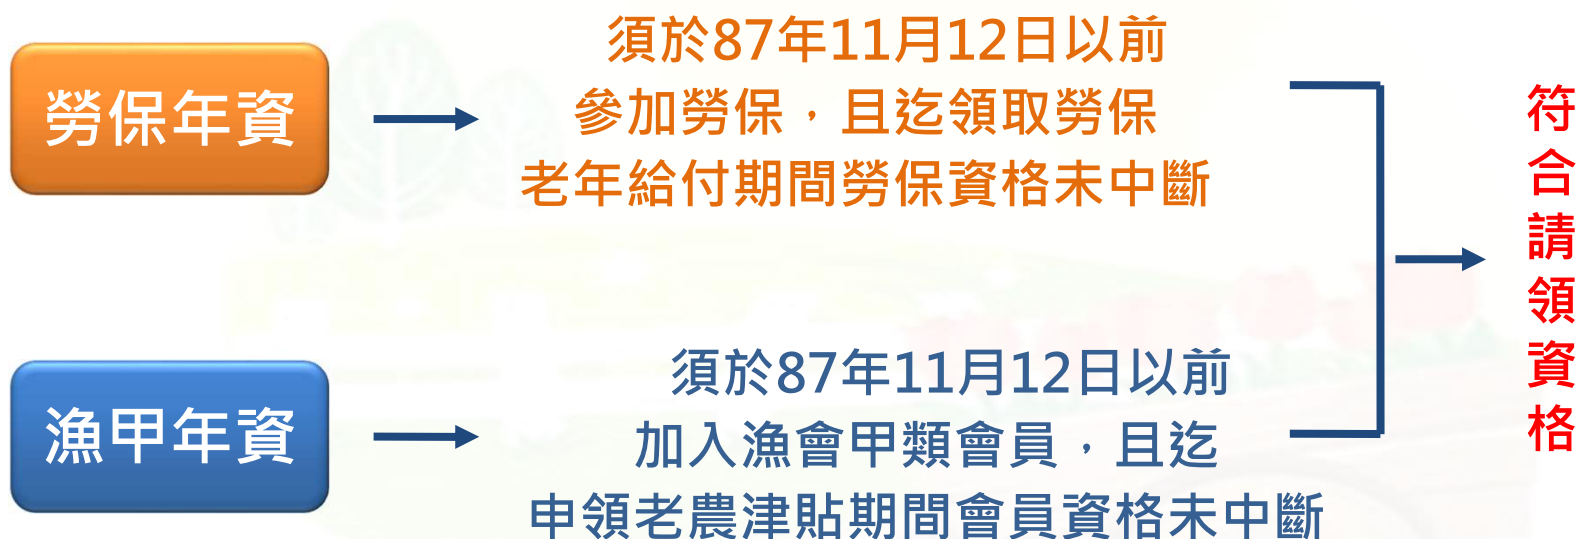 勞保年資
須於87年11月12日以前
參加勞保，且迄領取勞保
老年給付期間勞保資格未中斷
漁甲年資
須於87年11月12日以前
加入漁會甲類會員，且迄
申領老農津貼期間會員資格未中斷
符合請領資格